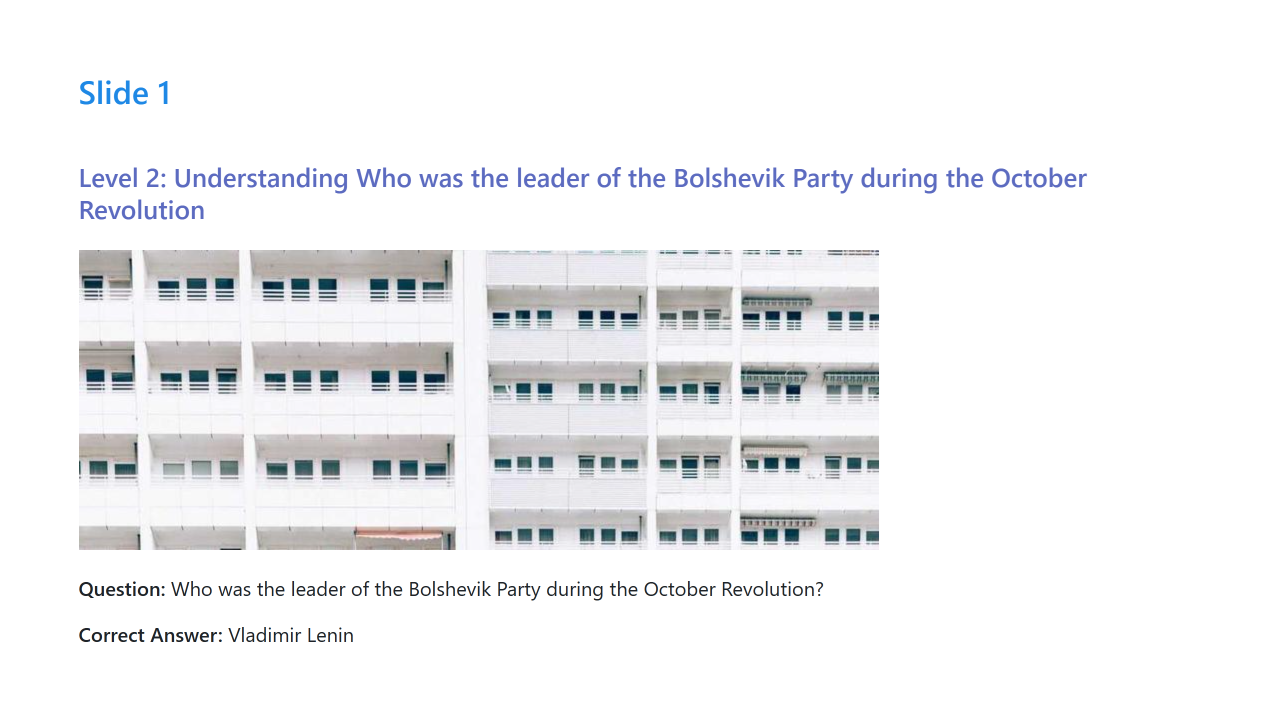 Slide 1
Level 2: Understanding Who was the leader of the Bolshevik Party during the October
Revolution
Question: Who was the leader of the Bolshevik Party during the October Revolution?
Correct Answer: Vladimir Lenin